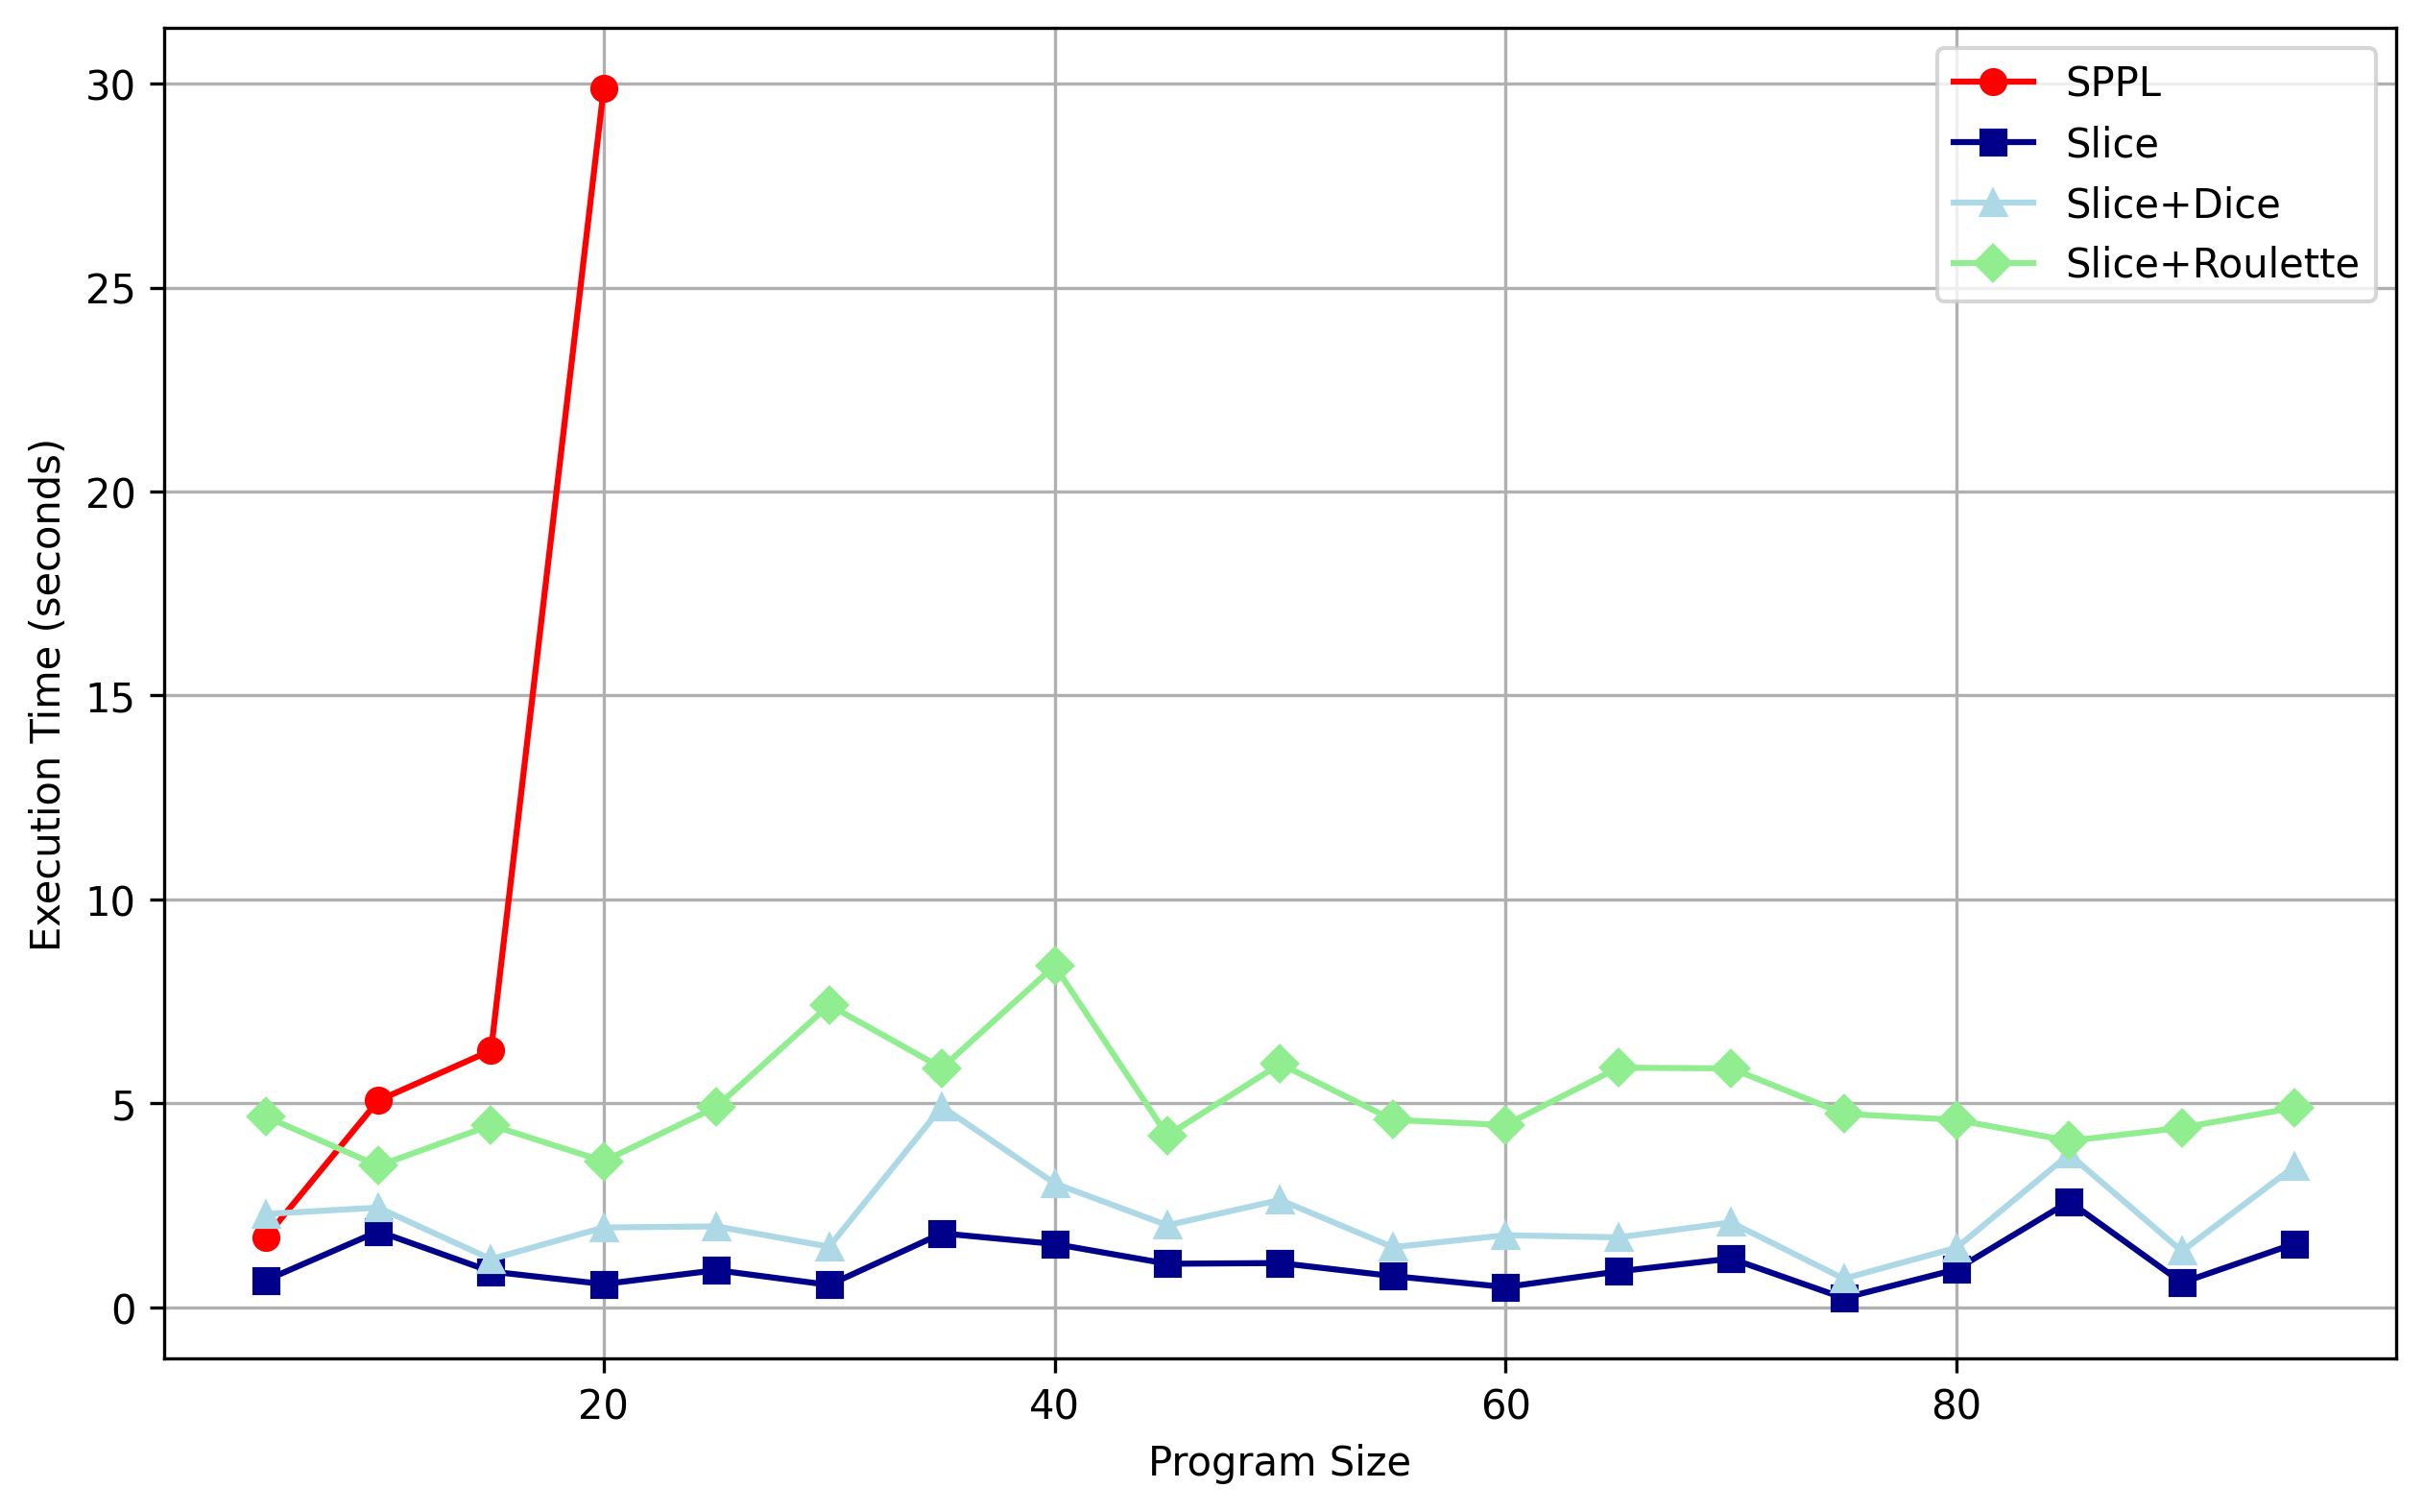 30
25
20
15
10
5
0
Execution Time (seconds)
SPPL
Slice
Slice+Dice
Slice+Roulette
20 40 60 80
Program Size